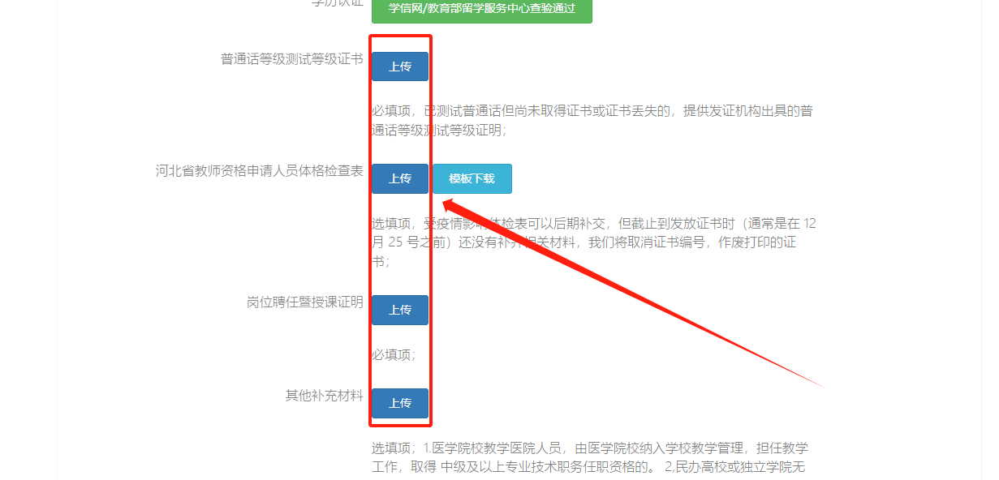 学历认证
学信网/教育部留学服务中心查验通过
普通话等级测试等级证书
上传
必填项，已测试普通话但尚未取得证书或证书丢失的，提供发证机构出具的普
通话等级测试等级证明；
河北省教师资格申请人员体格检查表
上传
模板下载
选填项，受疫情影响体检表可以后期补交，但截止到发放证书时（通常是在 12
月 25 号之前）还没有补齐相关材料，我们将取消证书编号，作废打印的证
书；
岗位聘任暨授课证明
上传
必填项；
其他补充材料
上传
选填项；1.医学院校教学医院人员，由医学院校纳入学校教学管理，担任教学
工作，取得 中级及以上专业技术职务任职资格的。 2,民办高校或独立学院无